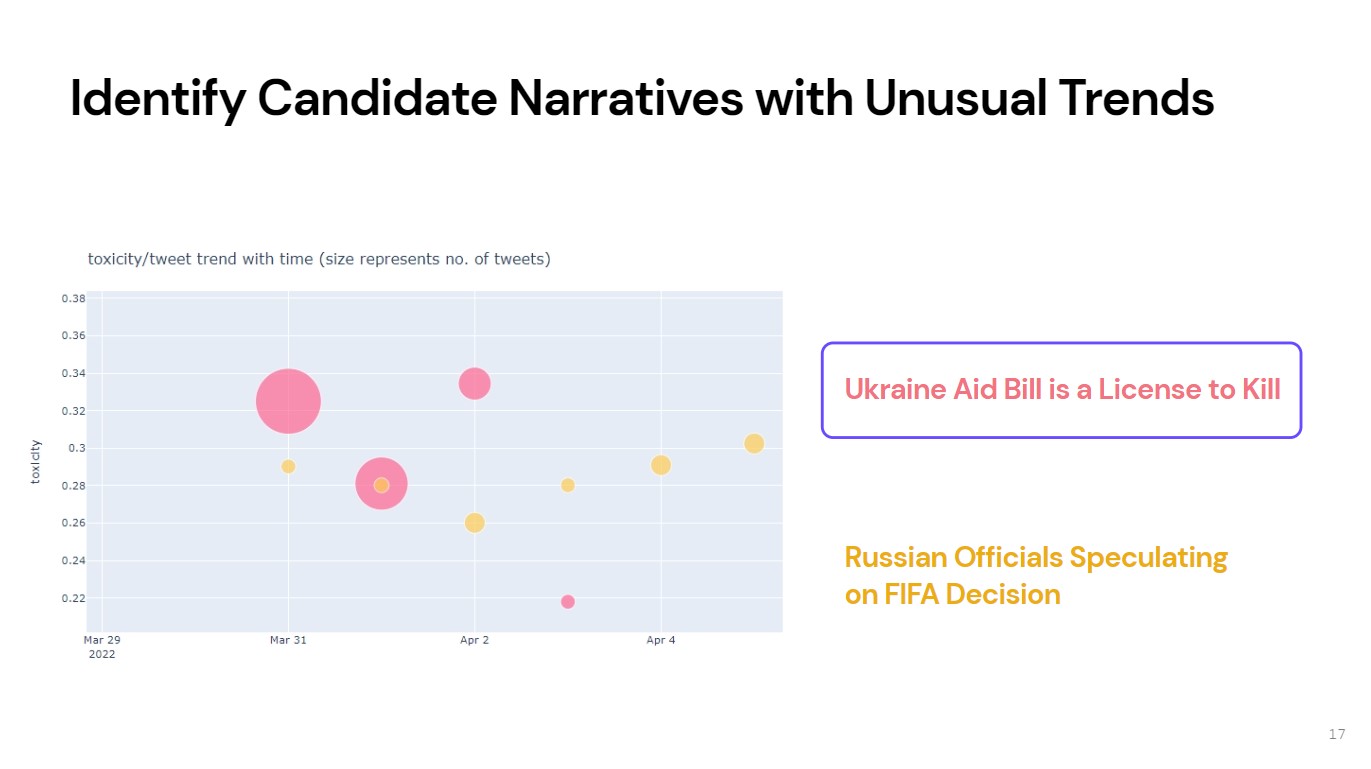 Identify Candidate Narratives with Unusual Trends
toxicity/tweet trend with time (size represents no. of tweets)
0.38
0.36
0.34
0.32
0.3
0.28
0.26
0.24
0.22
toxicity
Mar 29
2022
Mar 31
Apr 2
Apr 4
Ukraine Aid Bill is a License to Kill
Russian Officials Speculating
on FIFA Decision
17